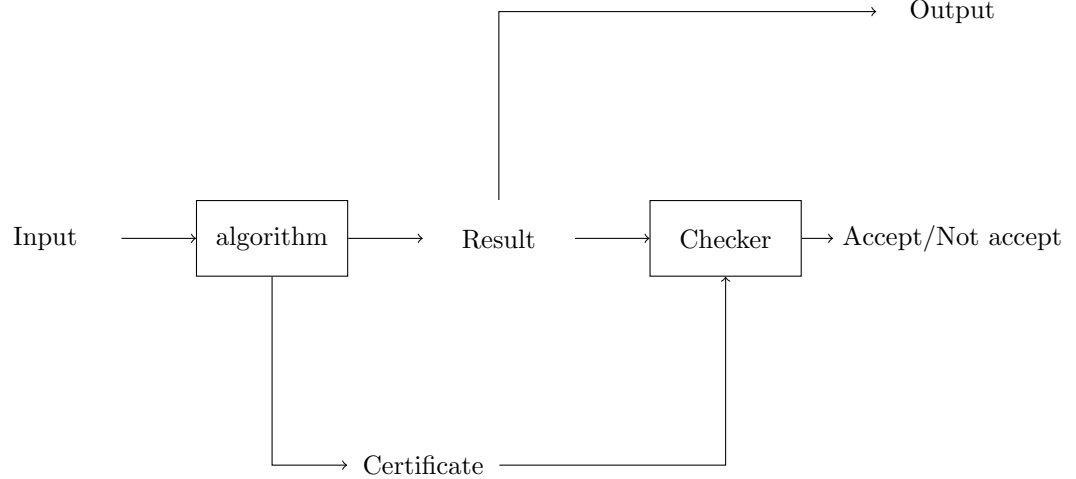 Output
Input
algorithm
Result
Checker
Accept/Not accept
Certificate